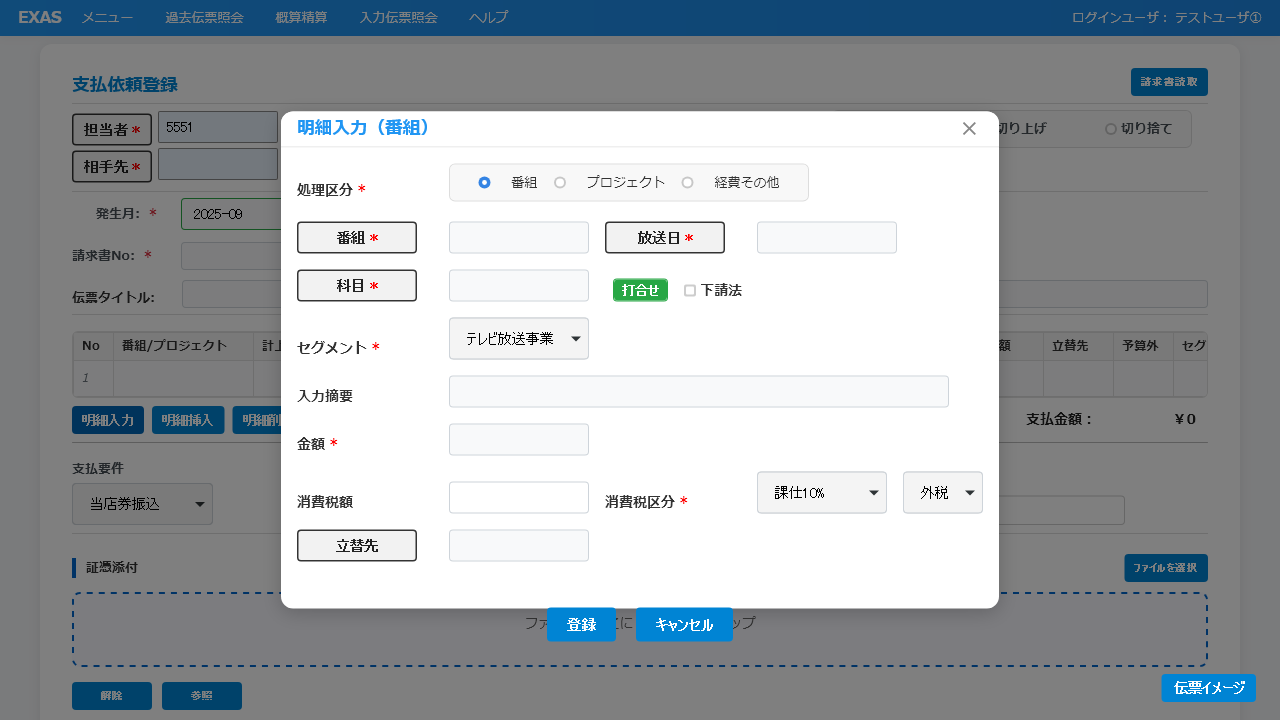 EXAS メニュー 過去伝票照会 概算精算 入力伝票照会 ヘルプ ログインユーザ： テストユーザ①
支払依頼登録 請求書読取
担当者* 5551 切り上げ 切り捨て
相手先*
発生月: * 2025-09
請求書No: *
伝票タイトル:
No 番組/プロジェクト 計上 額 立替先 予算外 セグ
1
明細入力 明細挿入 明細削 支払金額： ¥0
支払要件
当店券振込
証憑添付 ファイルを選択
ファ こに ップ
解除 参照 伝票イメージ
明細入力（番組） ×
処理区分 * 番組 プロジェクト 経費その他
番組 * 放送日 *
科目 * 打合せ 下請法
セグメント * テレビ放送事業
入力摘要
金額 *
消費税額 消費税区分 * 課仕10% 外税
立替先
登録 キャンセル